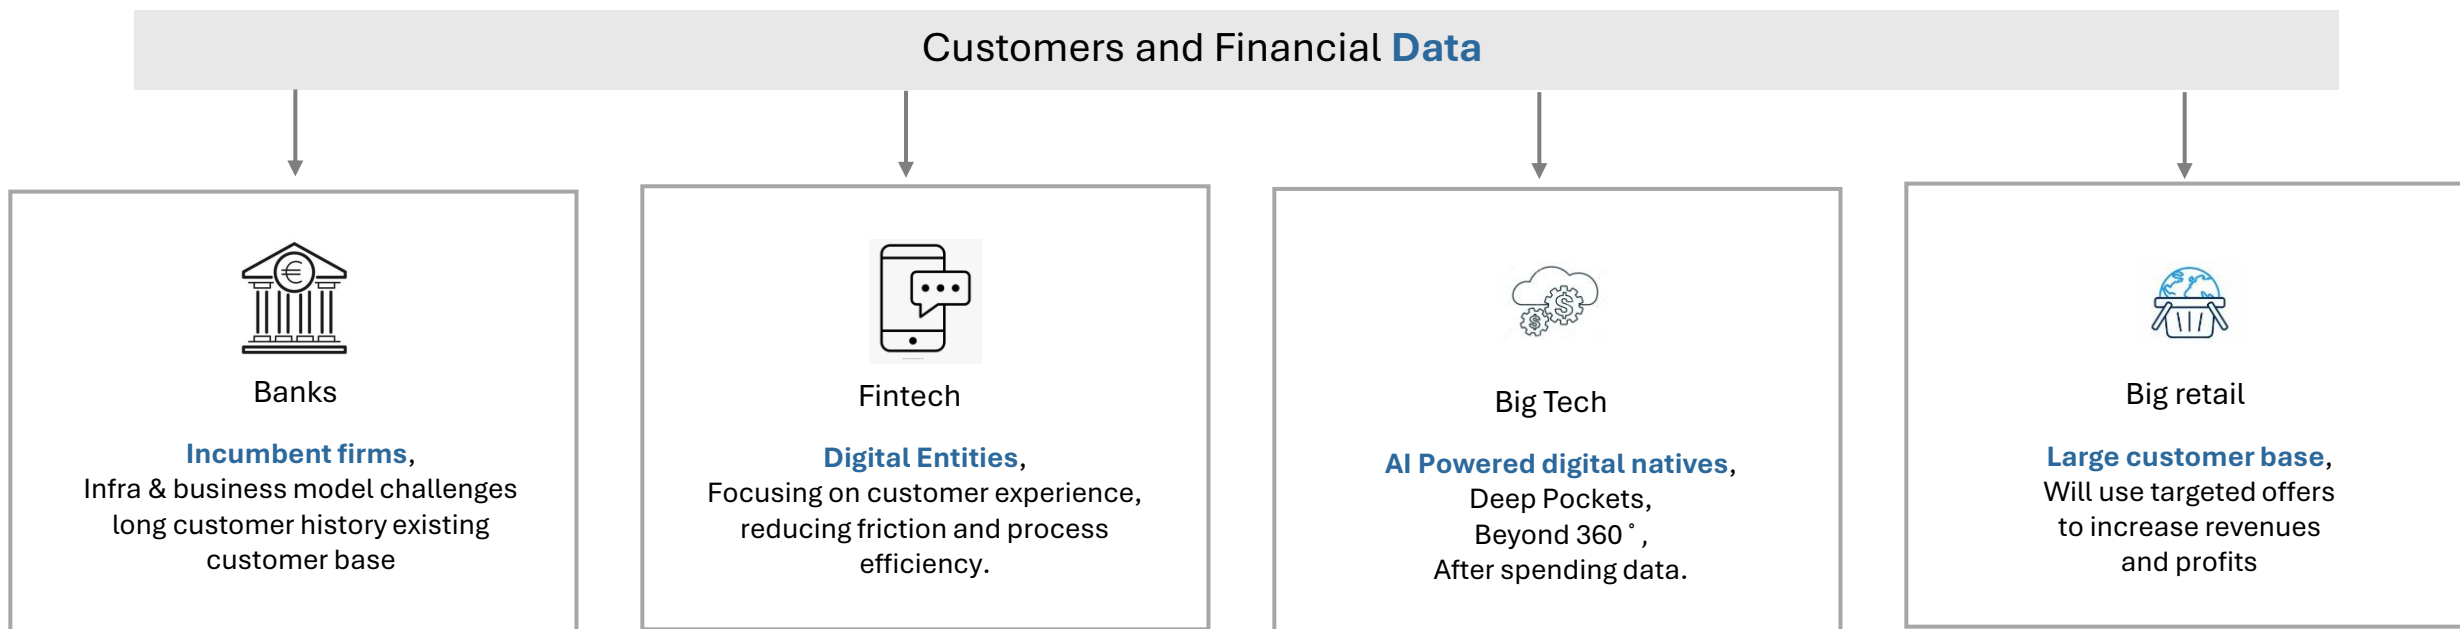 Customers and Financial Data
Banks
Incumbent firms,
Infra & business model challenges
long customer history existing
customer base
Fintech
Digital Entities,
Focusing on customer experience,
reducing friction and process
efficiency.
Big Tech
AI Powered digital natives,
Deep Pockets,
Beyond 360˚,
After spending data.
Big retail
Large customer base,
Will use targeted offers
to increase revenues
and profits